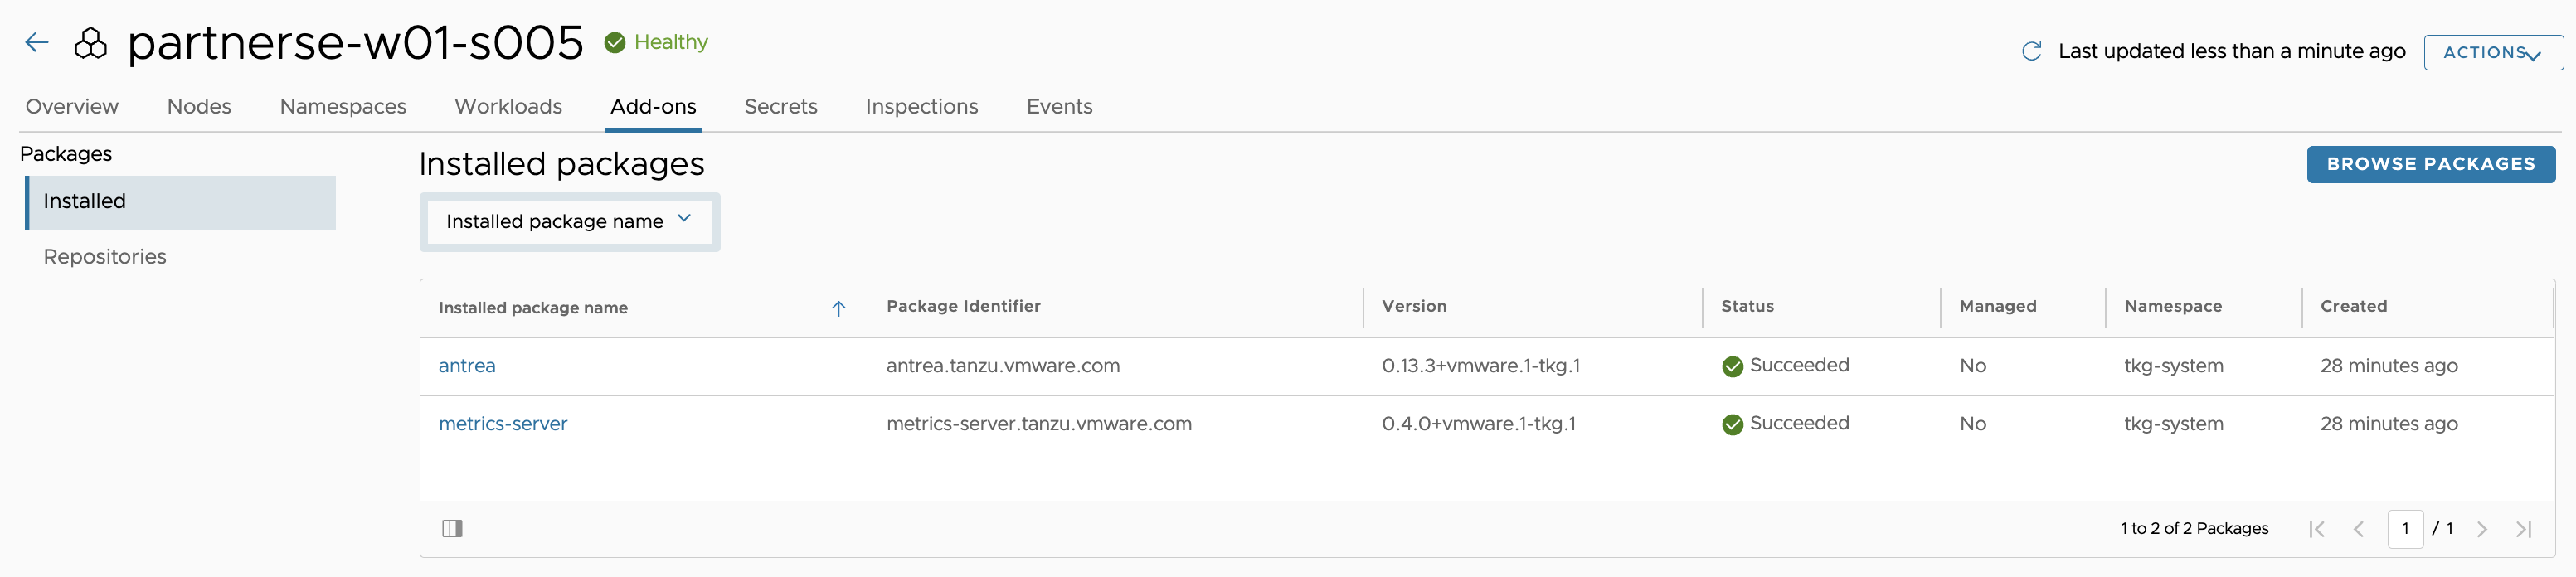 partnerse-w01-s005 Healthy
Last updated less than a minute ago ACTIONS
Overview Nodes Namespaces Workloads Add-ons Secrets Inspections Events
Packages
Installed
Repositories
Installed packages
BROWSE PACKAGES
Installed package name
Installed package name Package Identifier Version Status Managed Namespace Created
antrea antrea.tanzu.vmware.com 0.13.3+vmware.1-tkg.1 Succeeded No tkg-system 28 minutes ago
metrics-server metrics-server.tanzu.vmware.com 0.4.0+vmware.1-tkg.1 Succeeded No tkg-system 28 minutes ago
1 to 2 of 2 Packages 1 / 1